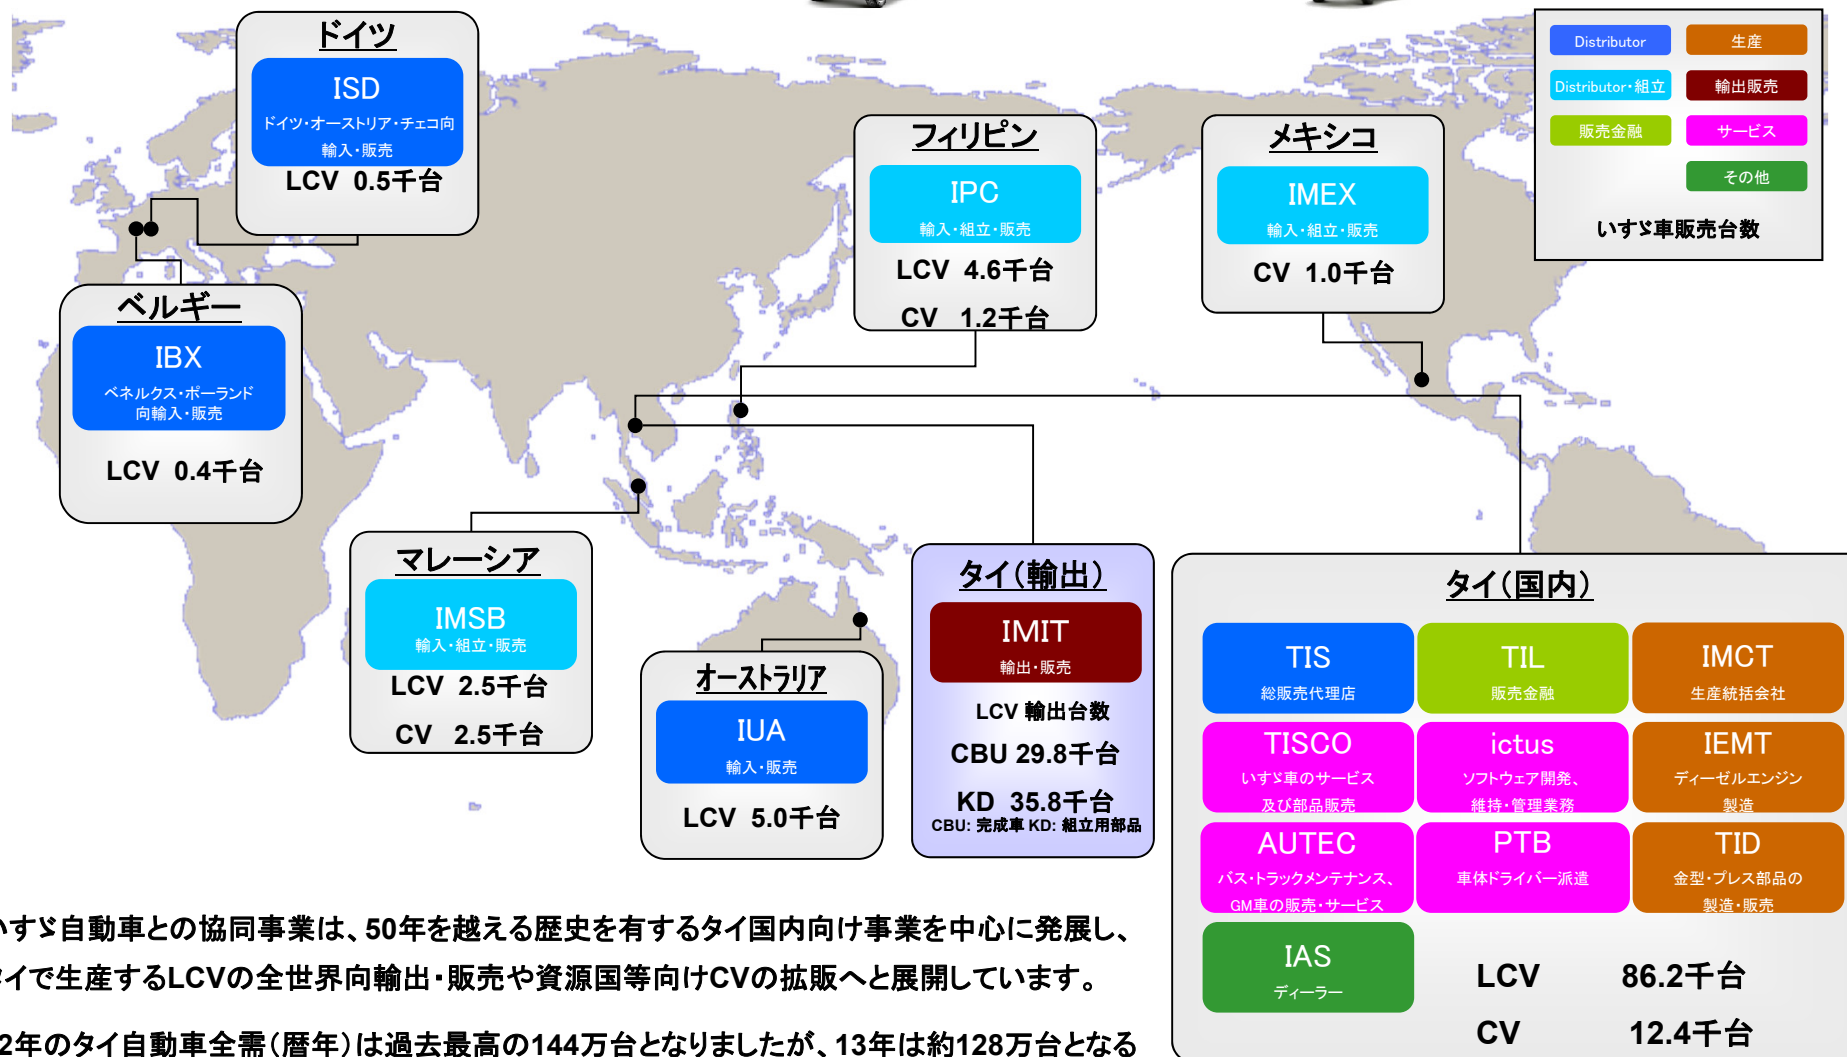 ドイツ
ISD
ドイツ・オーストリア・チェコ向
輸入・販売
LCV 0.5千台
ベルギー
IBX
ベネルクス・ポーランド
向輸入・販売
LCV 0.4千台
フィリピン
IPC
輸入・組立・販売
LCV 4.6千台
CV 1.2千台
メキシコ
IMEX
輸入・組立・販売
CV 1.0千台
Distributor
生産
Distributor・組立
輸出販売
販売金融
サービス
その他
いすゞ車販売台数
マレーシア
IMSB
輸入・組立・販売
LCV 2.5千台
CV 2.5千台
オーストラリア
IUA
輸入・販売
LCV 5.0千台
タイ(輸出)
IMIT
輸出・販売
LCV 輸出台数
CBU 29.8千台
KD 35.8千台
CBU: 完成車 KD: 組立用部品
タイ(国内)
TIS
総販売代理店
TIL
販売金融
IMCT
生産統括会社
TISCO
いすゞ車のサービス
及び部品販売
ictus
ソフトウェア開発、
維持・管理業務
IEMT
ディーゼルエンジン
製造
AUTEC
バス・トラックメンテナンス、
GM車の販売・サービス
PTB
車体ドライバー派遣
TID
金型・プレス部品の
製造・販売
IAS
ディーラー
LCV 86.2千台
CV 12.4千台
いすゞ自動車との協同事業は、50年を越える歴史を有するタイ国内向け事業を中心に発展し、
タイで生産するLCVの全世界向輸出・販売や資源国等向けCVの拡販へと展開しています。
2年のタイ自動車全需(暦年)は過去最高の144万台となりましたが、13年は約128万台となる